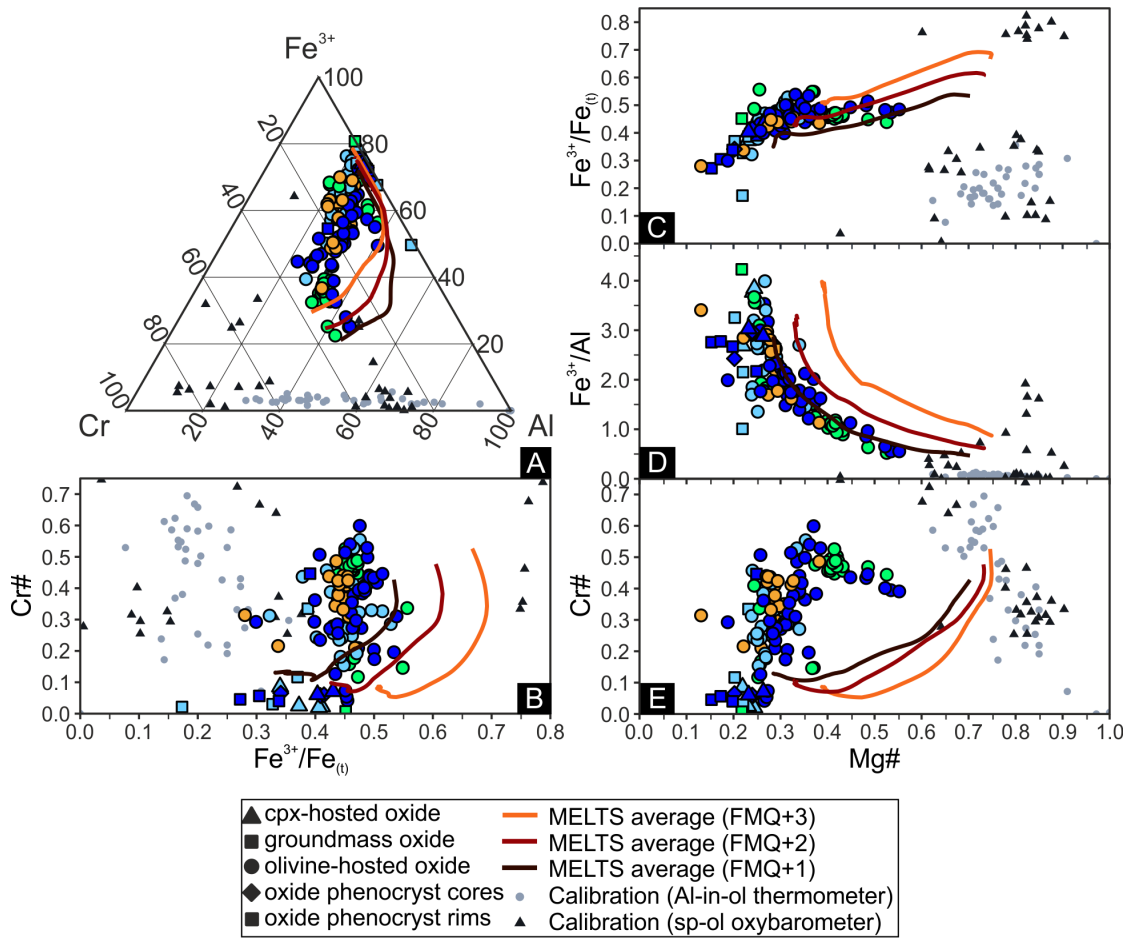 Fe3+
100
20
80
40
60
60
40
80
20
100
Cr
20
40
60
80
100
Al
A
0.8
0.7
0.6
0.5
0.4
0.3
0.2
0.1
0.0
Fe3+/Fe(t)
C
4.0
3.0
2.0
1.0
0.0
Fe3+/Al
D
0.7
0.6
0.5
0.4
0.3
0.2
0.1
0.0
Cr#
B
0.0 0.1 0.2 0.3 0.4 0.5 0.6 0.7 0.8
Fe3+/Fe(t)
0.7
0.6
0.5
0.4
0.3
0.2
0.1
0.0
Cr#
E
0.0 0.1 0.2 0.3 0.4 0.5 0.6 0.7 0.8 0.9 1.0
Mg#
cpx-hosted oxide
groundmass oxide
olivine-hosted oxide
oxide phenocryst cores
oxide phenocryst rims
MELTS average (FMQ+3)
MELTS average (FMQ+2)
MELTS average (FMQ+1)
Calibration (Al-in-ol thermometer)
Calibration (sp-ol oxybarometer)